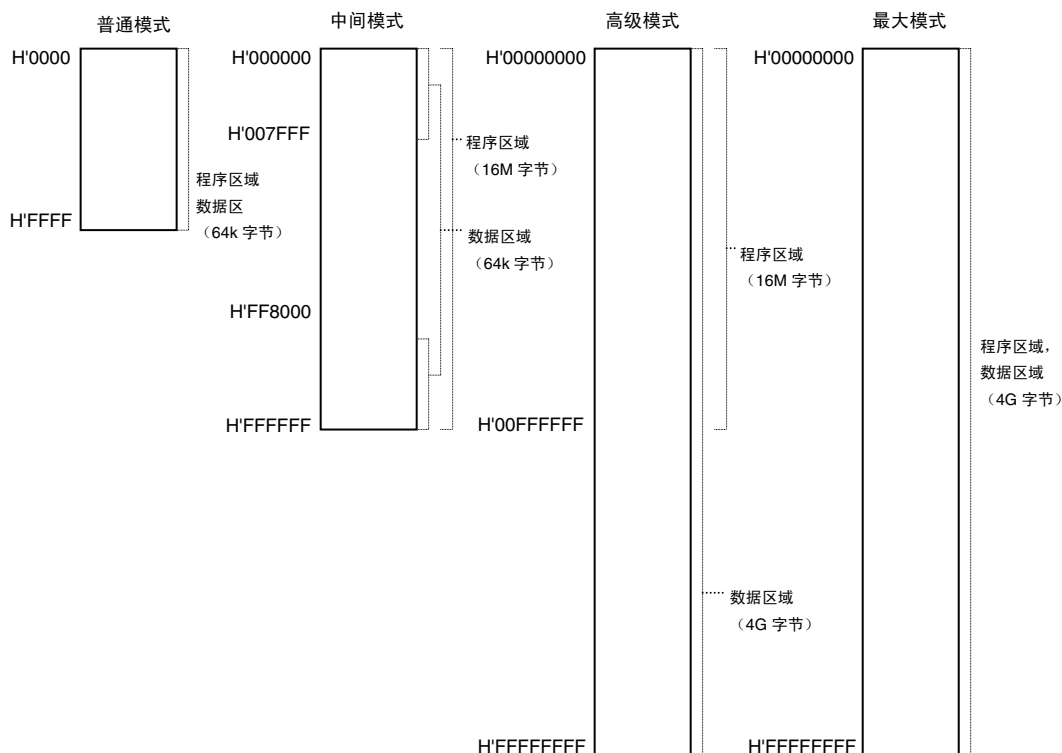 普通模式
H'0000
程序区域
数据区
（64k 字节）
H'FFFF
中间模式
H'000000
H'007FFF
程序区域
（16M 字节）
数据区域
（64k 字节）
H'FF8000
H'FFFFFF
高级模式
H'00000000
程序区域
（16M 字节）
H'00FFFFFF
数据区域
（4G 字节）
H'FFFFFFFF
最大模式
H'00000000
程序区域，
数据区域
（4G 字节）
H'FFFFFFFF